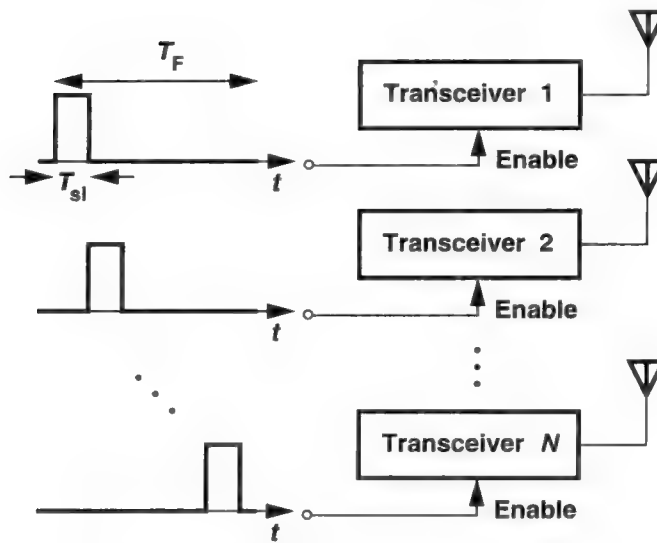 T_F
Transceiver 1
T_sl
t
Enable
Transceiver 2
t
Enable
Transceiver N
t
Enable